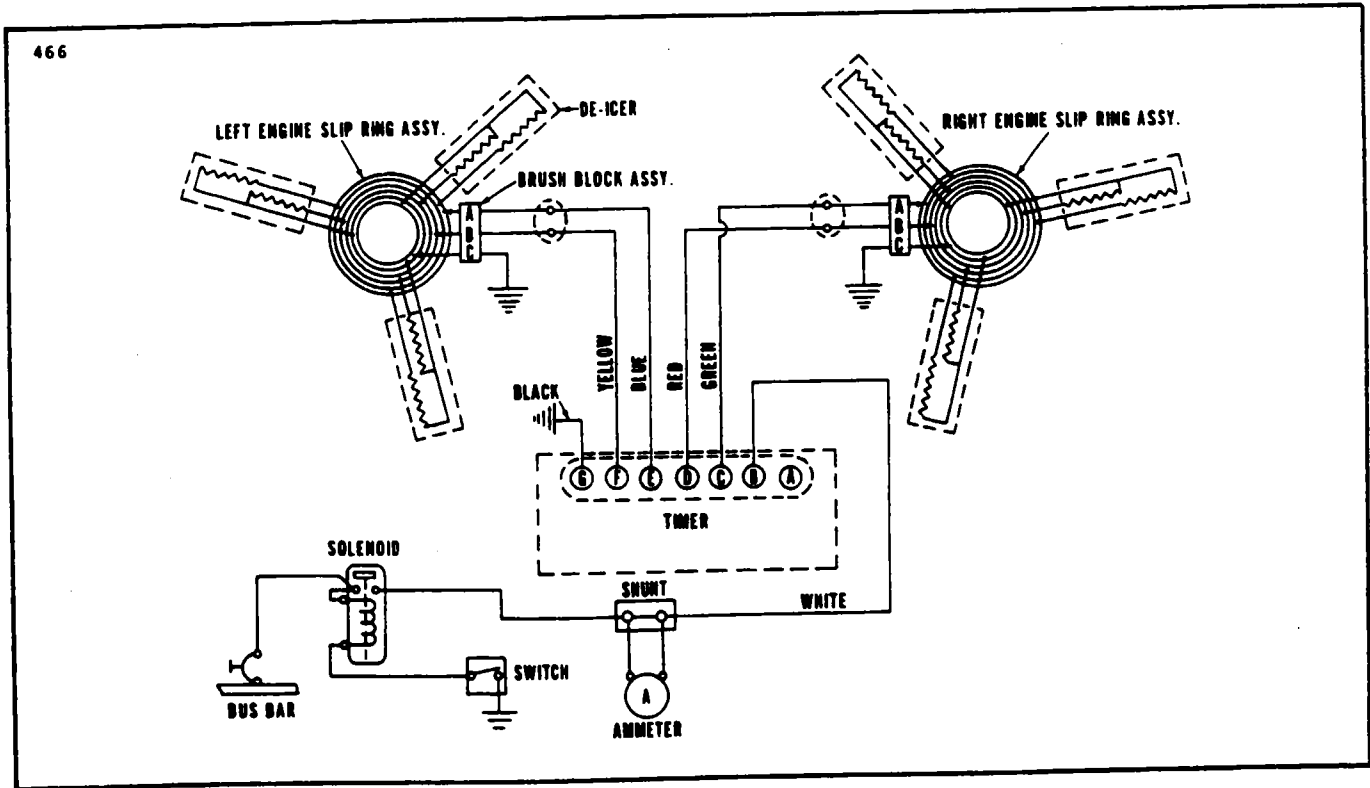 466
DE-ICER
LEFT ENGINE SLIP RING ASSY.
RIGHT ENGINE SLIP RING ASSY.
BRUSH BLOCK ASSY.
A
B
C
A
B
C
YELLOW
BLUE
RED
GREEN
BLACK
G F E D C B A
TIMER
SOLENOID
SHUNT
WHITE
SWITCH
A
BUS BAR
AMMETER